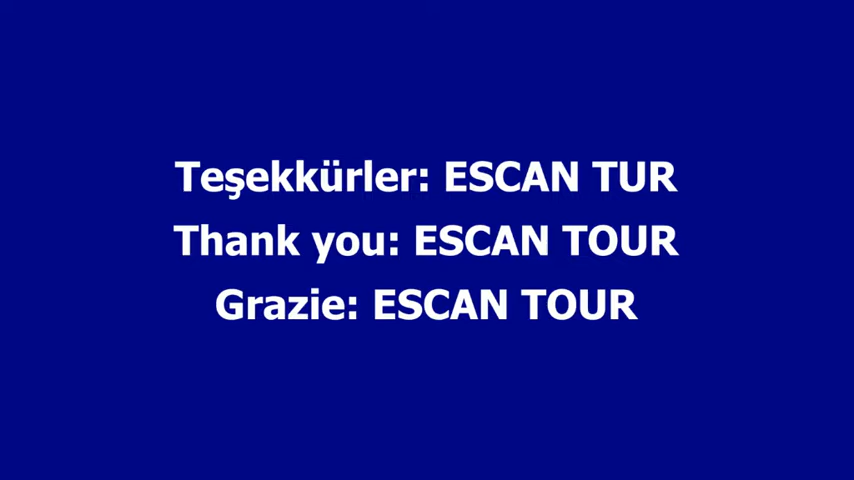 Teşekkürler: ESCAN TUR
Thank you: ESCAN TOUR
Grazie: ESCAN TOUR